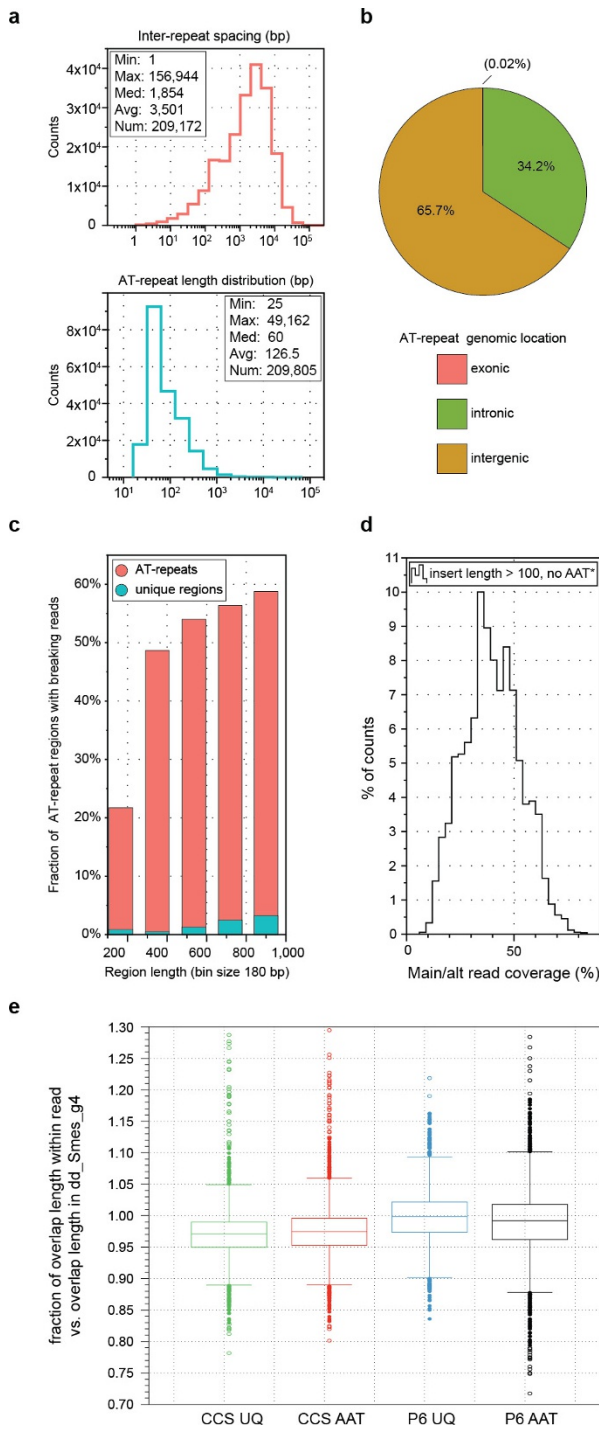 a
Inter-repeat spacing (bp)
Min: 1
Max: 156,944
Med: 1,854
Avg: 3,501
Num: 209,172
4x10⁴
3x10⁴
2x10⁴
1x10⁴
0
Counts
1 10¹ 10² 10³ 10⁴ 10⁵
AT-repeat length distribution (bp)
Min: 25
Max: 49,162
Med: 60
Avg: 126.5
Num: 209,805
8x10⁴
6x10⁴
4x10⁴
2x10⁴
0
Counts
10¹ 10² 10³ 10⁴ 10⁵
b
(0.02%)
34.2%
65.7%
AT-repeat genomic location
exonic
intronic
intergenic
c
AT-repeats
unique regions
60%
50%
40%
30%
20%
10%
0%
Fraction of AT-repeat regions with breaking reads
200 400 600 800 1,000
Region length (bin size 180 bp)
d
insert length > 100, no AAT*
11
10
9
8
7
6
5
4
3
2
1
0
% of counts
0 50
Main/alt read coverage (%)
e
1.30
1.25
1.20
1.15
1.10
1.05
1.00
0.95
0.90
0.85
0.80
0.75
0.70
fraction of overlap length within read
vs. overlap length in dd_Smes_g4
CCS UQ CCS AAT P6 UQ P6 AAT